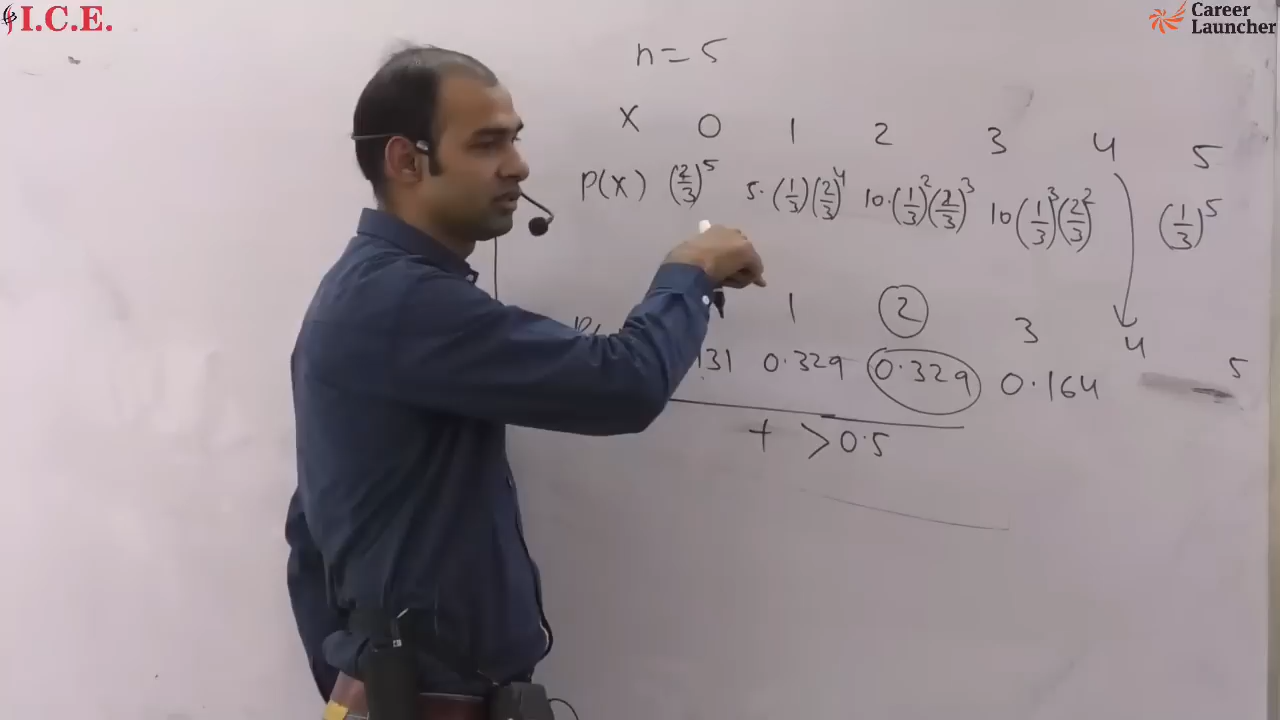 I.C.E.
Career
Launcher
n = 5
X 0 1 2 3 4 5
P(X) (2/3)^5 5·(1/3)(2/3)^4 10·(1/3)^2(2/3)^3 10(1/3)^3(2/3)^2 (1/3)^5
1 2 3 4 5
131 0.329 0.329 0.164
+ >0.5